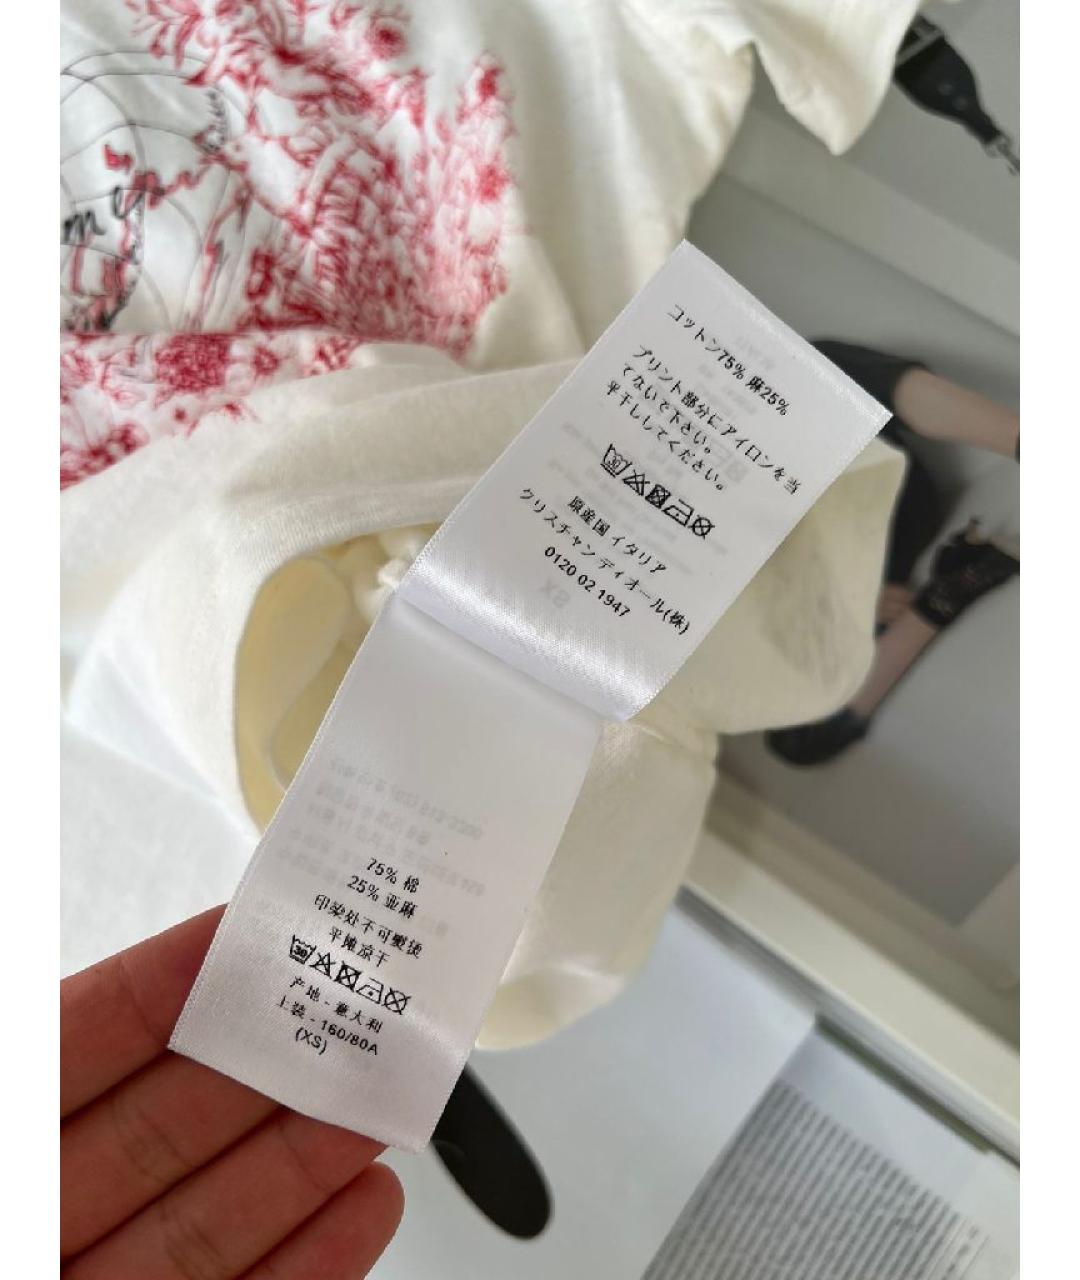 コットン75% 麻25%
プリント部分にアイロンを当
てないで下さい。
平干ししてください。
30
原産国 イタリア
クリスチャン ディオール(株)
0120 02 1947
75% 棉
25% 亚麻
印染处不可熨烫
平摊凉干
30
产地 - 意大利
上装 - 160/80A
(XS)